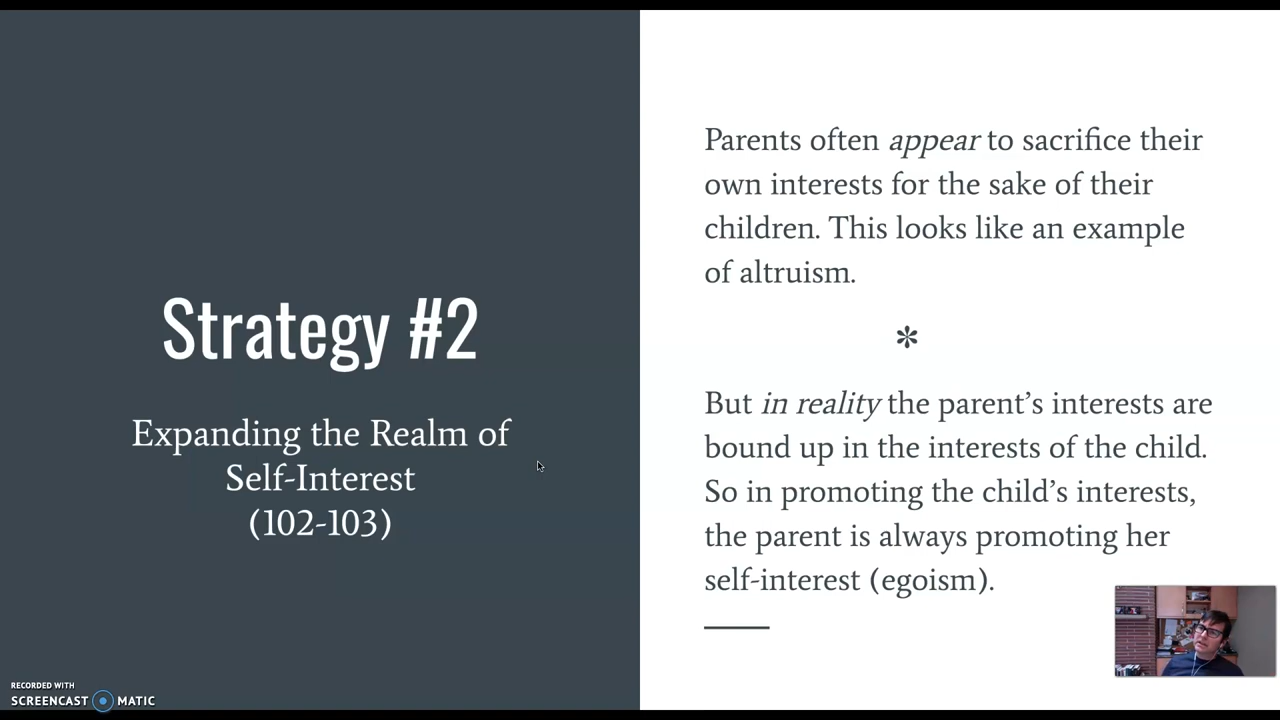 Strategy #2
Expanding the Realm of
Self-Interest
(102-103)
Parents often appear to sacrifice their
own interests for the sake of their
children. This looks like an example
of altruism.
✻
But in reality the parent’s interests are
bound up in the interests of the child.
So in promoting the child’s interests,
the parent is always promoting her
self-interest (egoism).
RECORDED WITH
SCREENCAST MATIC